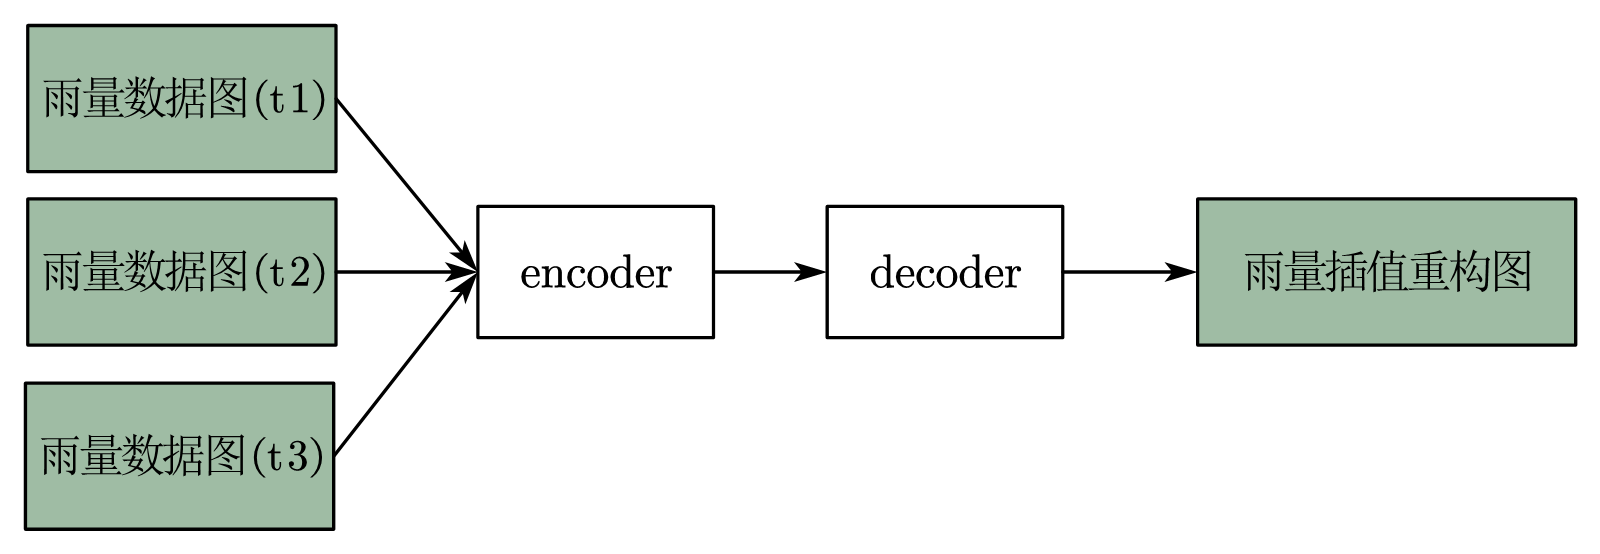 雨量数据图(t1)
雨量数据图(t2)
encoder
decoder
雨量插值重构图
雨量数据图(t3)